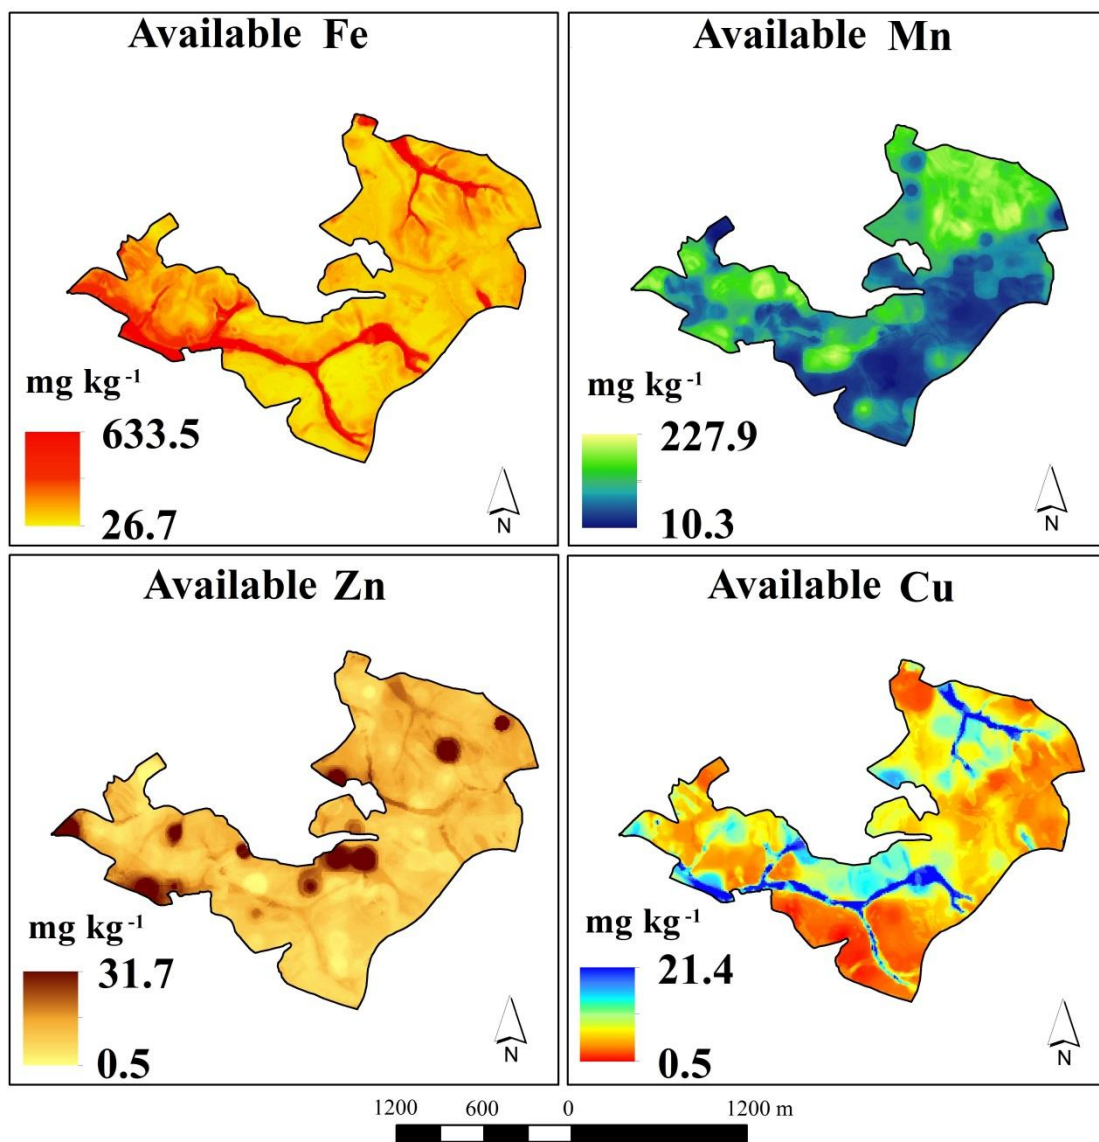 Available Fe
mg kg-1
633.5
26.7
N
Available Mn
mg kg-1
227.9
10.3
N
Available Zn
mg kg-1
31.7
0.5
N
Available Cu
mg kg-1
21.4
0.5
N
1200 600 0 1200 m